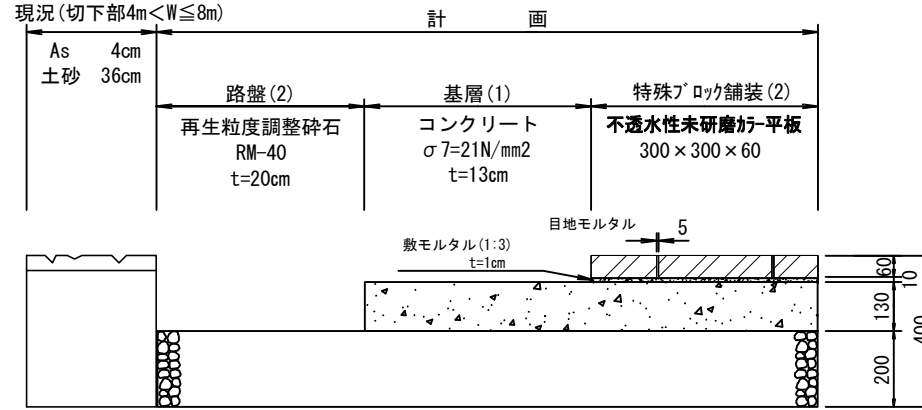 現況(切下部4m<W≦8m)
計 画
As 4cm
土砂 36cm
路盤(2)
再生粒度調整砕石
RM-40
t=20cm
基層(1)
コンクリート
σ7=21N/mm2
t=13cm
特殊ブロック舗装(2)
不透水性未研磨カラー平板
300×300×60
目地モルタル 5
敷モルタル(1:3)
t=1cm
60
10
130
200
400